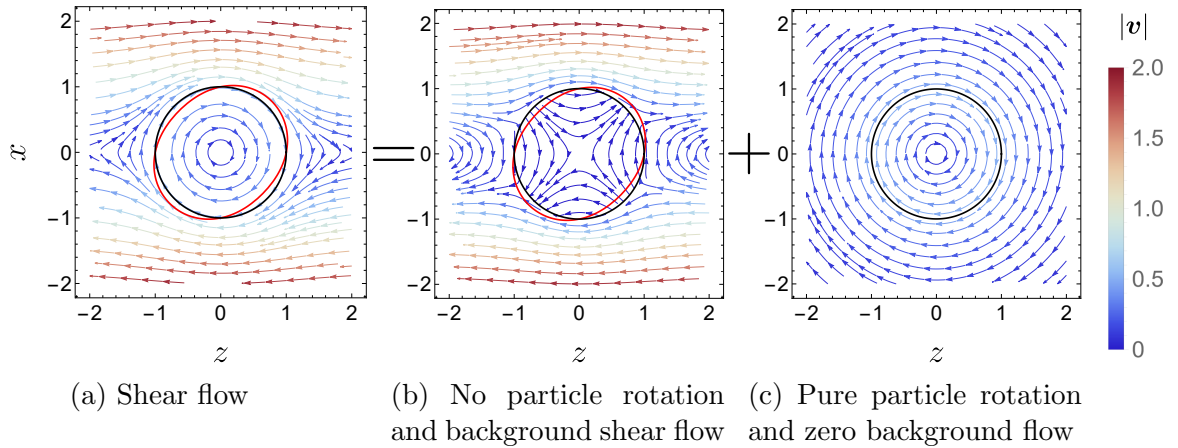 |v|
2 2 2 2.0
1 1 1 1.5
x 0 = 0 + 0 1.0
−1 −1 −1 0.5
−2 −2 −2 0
−2 −1 0 1 2 −2 −1 0 1 2 −2 −1 0 1 2
z z z
(a) Shear flow (b) No particle rotation (c) Pure particle rotation
and background shear flow and zero background flow